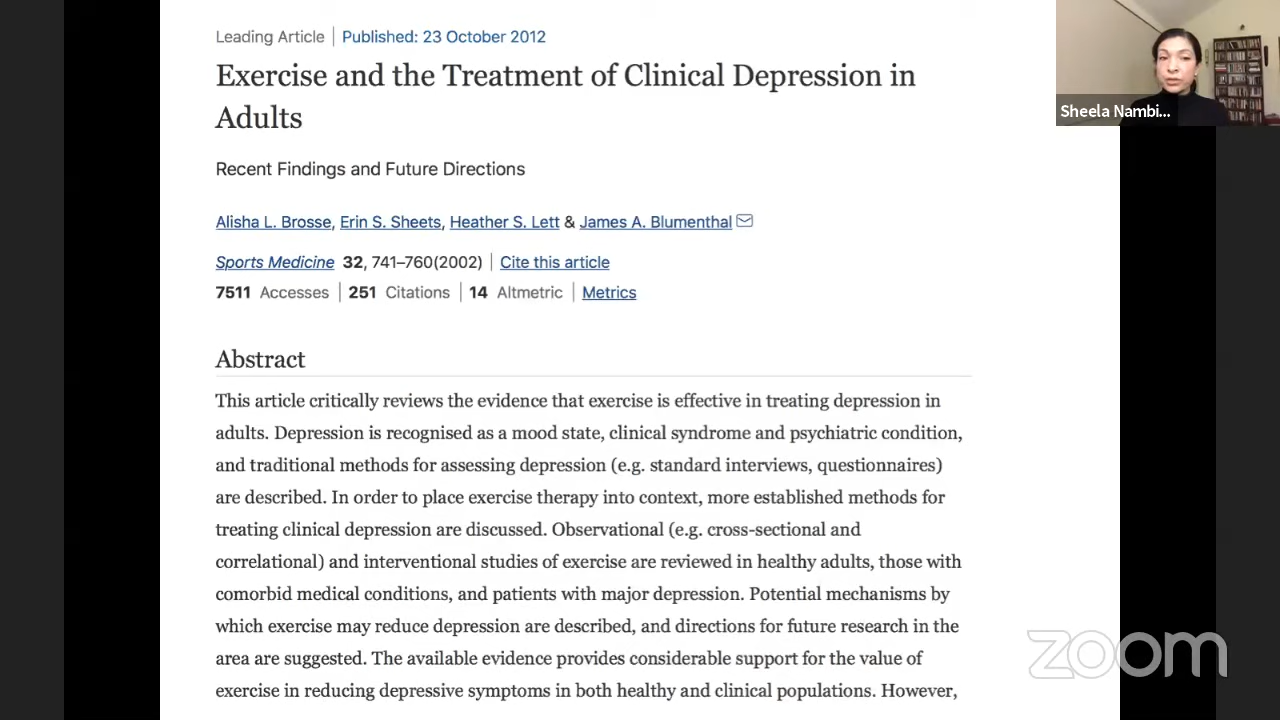 Leading Article | Published: 23 October 2012
Exercise and the Treatment of Clinical Depression in
Adults
Recent Findings and Future Directions
Alisha L. Brosse, Erin S. Sheets, Heather S. Lett & James A. Blumenthal
Sports Medicine 32, 741–760(2002) | Cite this article
7511 Accesses | 251 Citations | 14 Altmetric | Metrics
Abstract
This article critically reviews the evidence that exercise is effective in treating depression in
adults. Depression is recognised as a mood state, clinical syndrome and psychiatric condition,
and traditional methods for assessing depression (e.g. standard interviews, questionnaires)
are described. In order to place exercise therapy into context, more established methods for
treating clinical depression are discussed. Observational (e.g. cross-sectional and
correlational) and interventional studies of exercise are reviewed in healthy adults, those with
comorbid medical conditions, and patients with major depression. Potential mechanisms by
which exercise may reduce depression are described, and directions for future research in the
area are suggested. The available evidence provides considerable support for the value of
exercise in reducing depressive symptoms in both healthy and clinical populations. However,
Sheela Nambi...
zoom